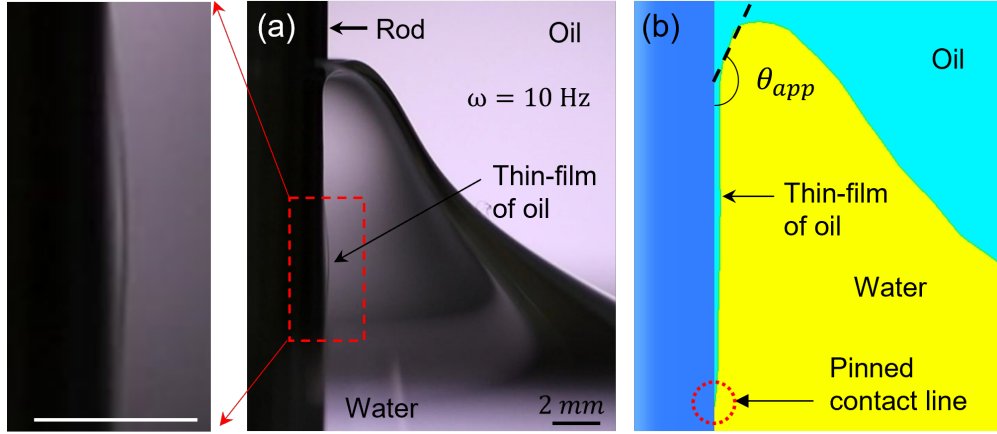 (a)
Rod
Oil
ω = 10 Hz
Thin-film
of oil
Water
2 mm
(b)
Oil
θapp
Thin-film
of oil
Water
Pinned
contact line